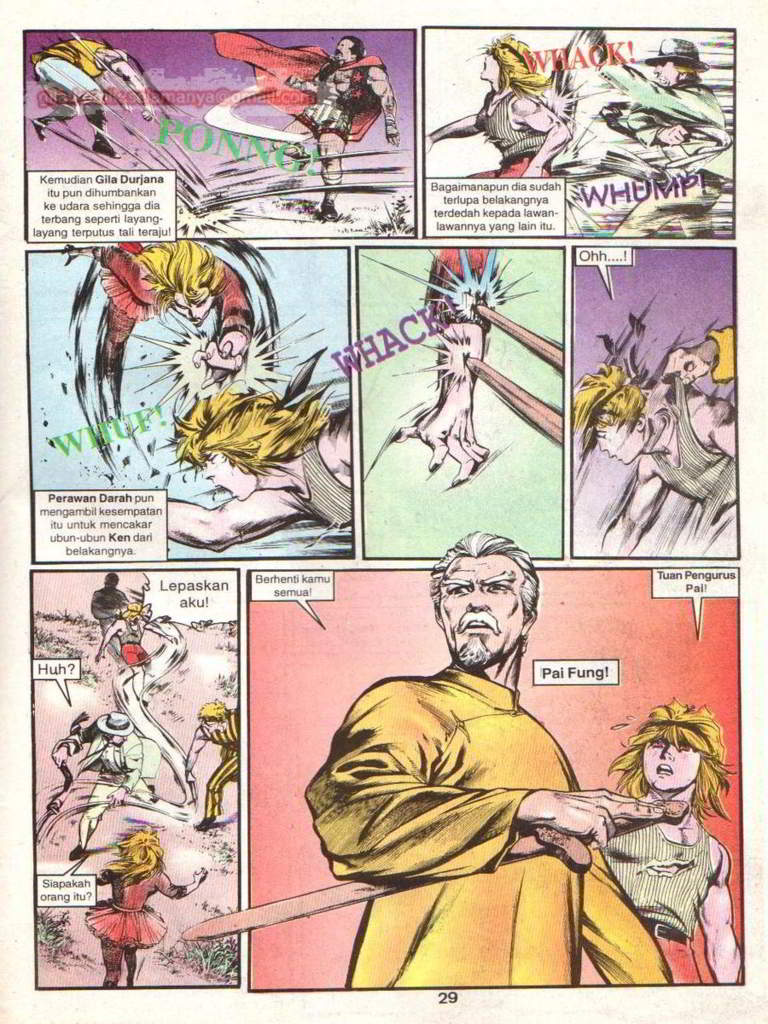 PONNG!
Kemudian Gila Durjana
itu pun dihumbankan
ke udara sehingga dia
terbang seperti layang-
layang terputus tali teraju!
WHACK!
Bagaimanapun dia sudah
terlupa belakangnya
terdedah kepada lawan-
lawannya yang lain itu.
WHUMP!
WHUF!
Perawan Darah pun
mengambil kesempatan
itu untuk mencakar
ubun-ubun Ken dari
belakangnya.
WHACK!
Ohh....!
Lepaskan
aku!
Huh?
Siapakah
orang itu?
Berhenti kamu
semua!
Pai Fung!
Tuan Pengurus
Pai!
29